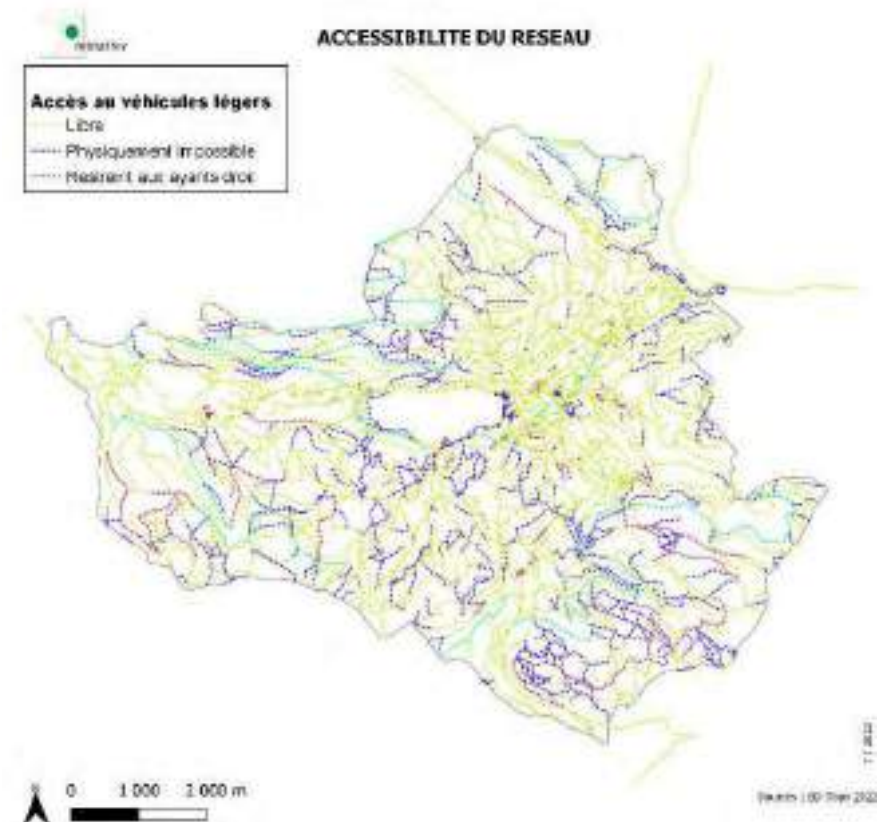 ACCESSIBILITE DU RESEAU
Accès au véhicules légers
Libre
Physiquement impossible
Restreint aux ayants droit
N
0 1 000 2 000 m